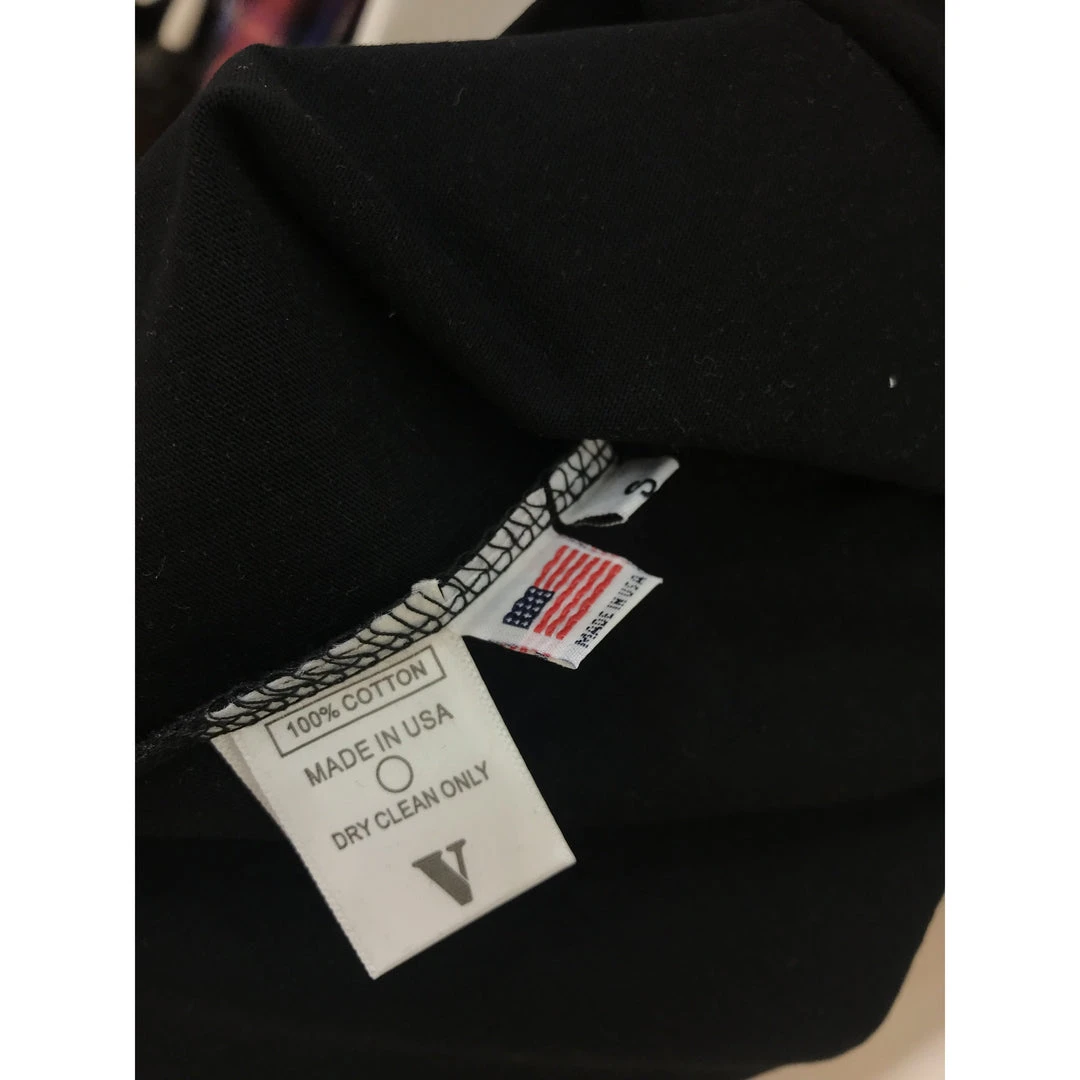 S
MADE IN USA
100% COTTON
MADE IN USA
DRY CLEAN ONLY
V